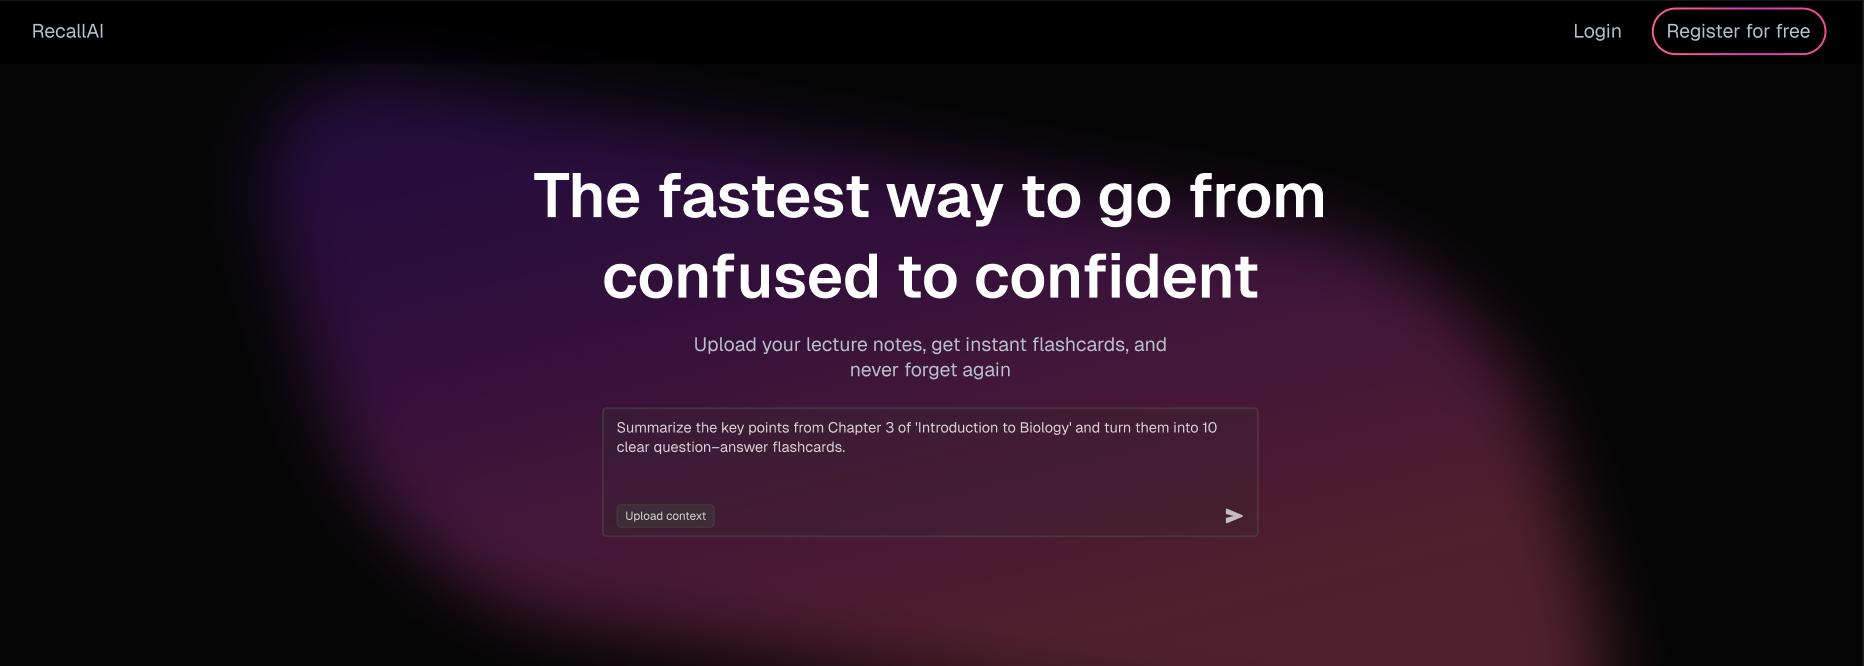 RecallAI
Login
Register for free
The fastest way to go from
confused to confident
Upload your lecture notes, get instant flashcards, and
never forget again
Summarize the key points from Chapter 3 of 'Introduction to Biology' and turn them into 10
clear question–answer flashcards.
Upload context